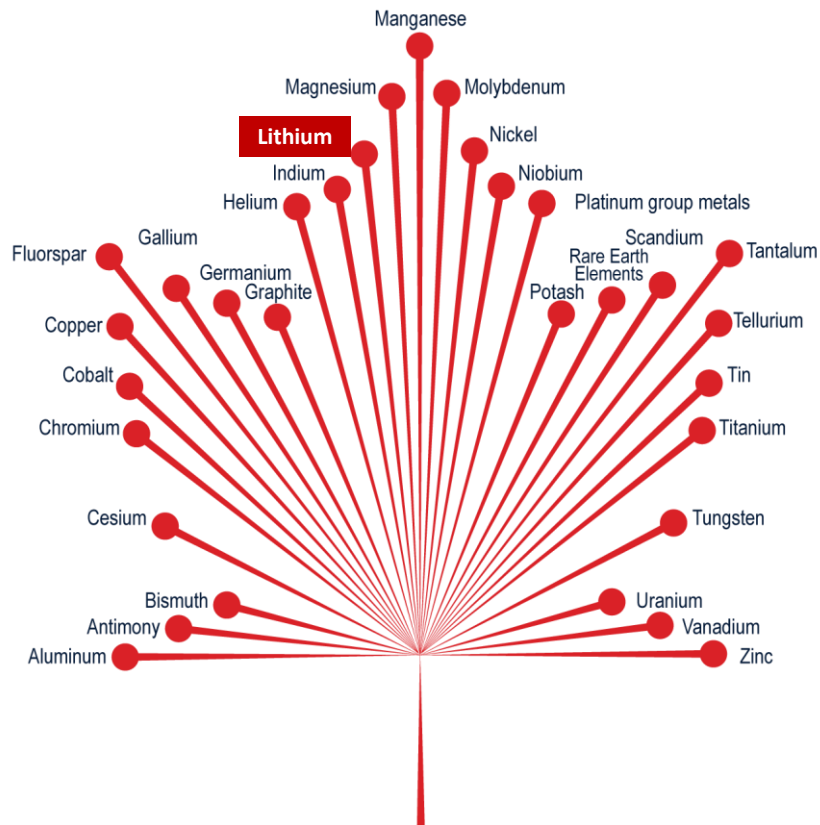 Manganese
Magnesium
Molybdenum
Lithium
Nickel
Indium
Niobium
Helium
Platinum group metals
Gallium
Scandium
Fluorspar
Tantalum
Rare Earth
Elements
Germanium
Graphite
Potash
Copper
Tellurium
Cobalt
Tin
Chromium
Titanium
Cesium
Tungsten
Bismuth
Uranium
Antimony
Vanadium
Aluminum
Zinc